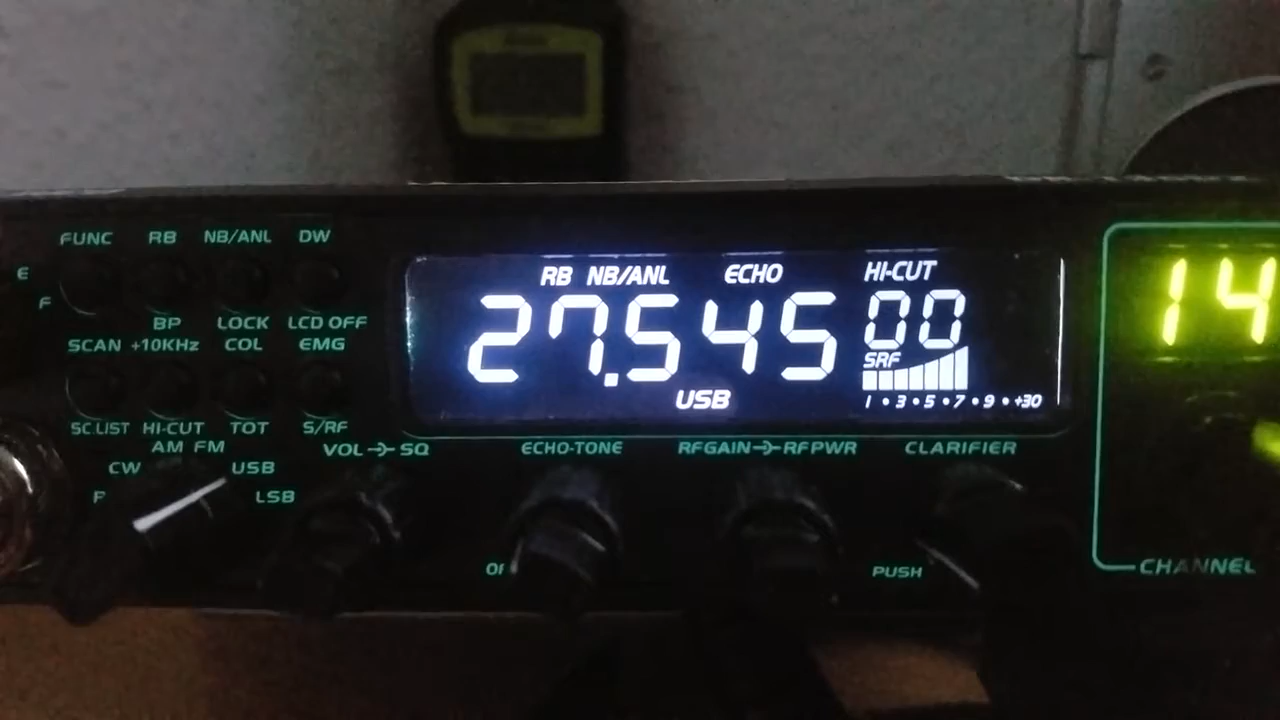 FUNC RB NB/ANL DW
E
F
BP LOCK LCD OFF
SCAN +10KHz COL EMG
SC.LIST HI-CUT TOT S/RF
AM FM
CW USB
LSB
RB NB/ANL ECHO HI-CUT
27.545 00
SRF
USB
1 • 3 • 5 • 7 • 9 • +30
VOL SQ ECHO-TONE RFGAIN RFPWR CLARIFIER
PUSH
14
CHANNEL